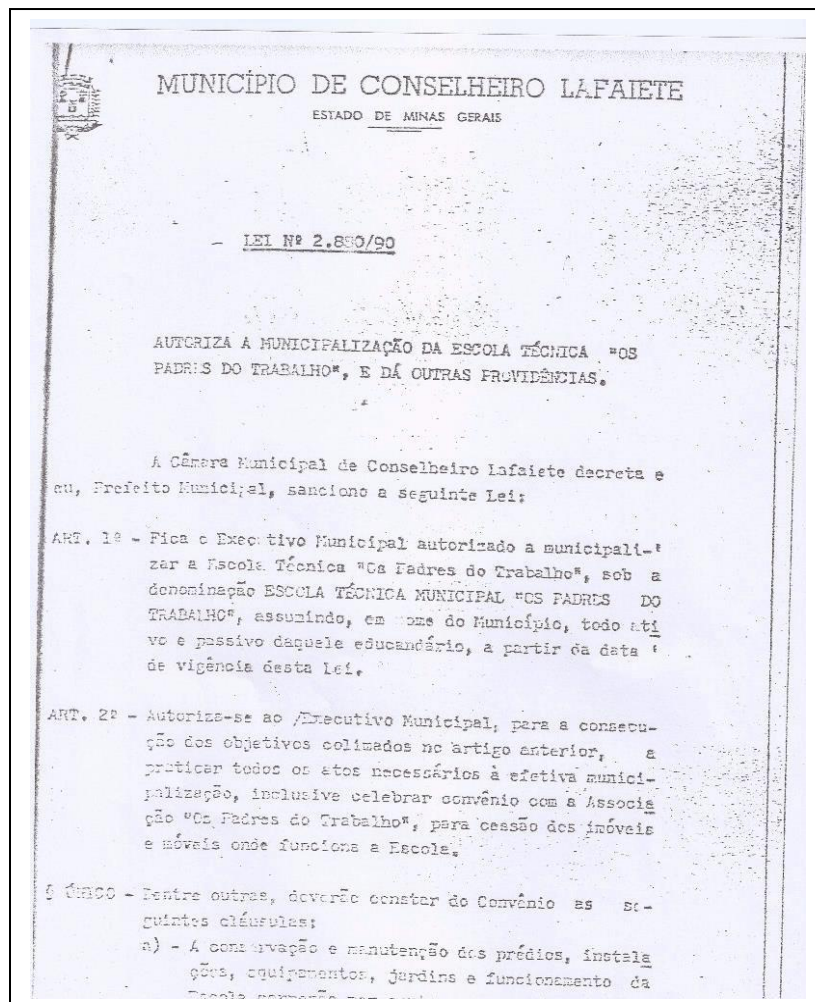 MUNICÍPIO DE CONSELHEIRO LAFAIETE
ESTADO DE MINAS GERAIS
- LEI Nº 2.890/90
AUTORIZA A MUNICIPALIZAÇÃO DA ESCOLA TÉCNICA "OS
PADRES DO TRABALHO", E DÁ OUTRAS PROVIDÊNCIAS.
A Câmara Municipal de Conselheiro Lafaiete decreta e
eu, Prefeito Municipal, sanciono a seguinte Lei:
ART. 1º - Fica o Executivo Municipal autorizado a municipali-'
zar a Escola Técnica "Os Padres do Trabalho", sob a
denominação ESCOLA TÉCNICA MUNICIPAL "OS PADRES DO
TRABALHO", assumindo, em nome do Município, todo ati
vo e passivo daquele educandário, a partir da data '
de vigência desta Lei.
ART. 2º - Autoriza-se ao /Executivo Municipal, para a consecu-
ção dos objetivos colimados no artigo anterior, a
praticar todos os atos necessários à efetiva munici-
palização, inclusive celebrar convênio com a Associa
ção "Os Padres do Trabalho", para cessão dos imóveis
e móveis onde funciona a Escola.
§ ÚNICO - Dentre outras, deverão constar do Convênio as se-
guintes cláusulas:
a) - A conservação e manutenção dos prédios, instala
ções, equipamentos, jardins e funcionamento da
Escola